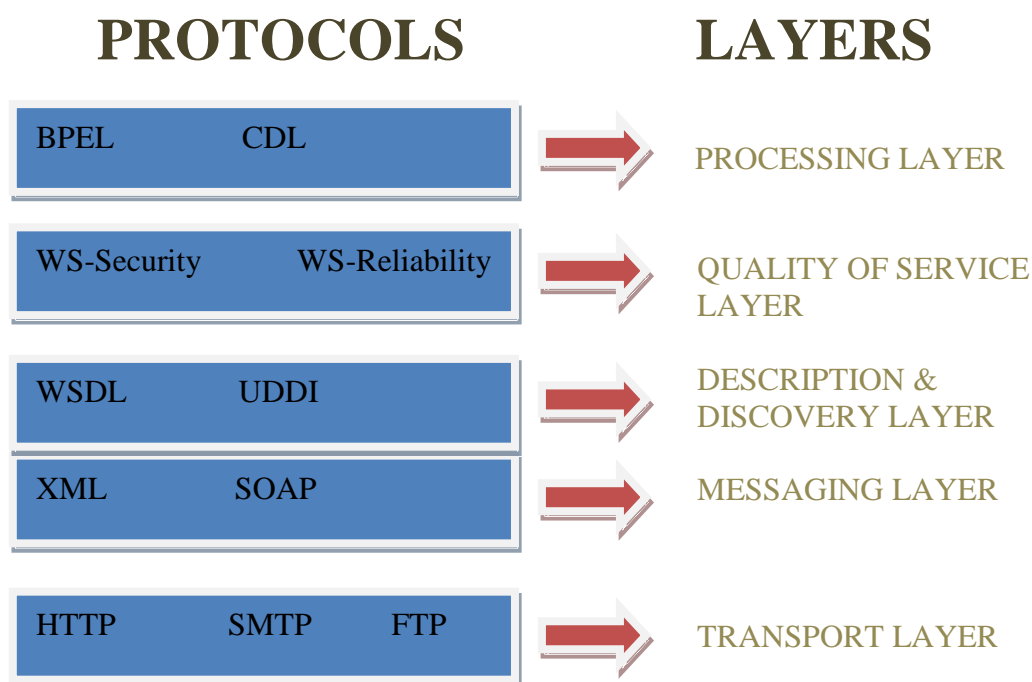 PROTOCOLS LAYERS
BPEL CDL
PROCESSING LAYER
WS-Security WS-Reliability
QUALITY OF SERVICE
LAYER
WSDL UDDI
DESCRIPTION &
DISCOVERY LAYER
XML SOAP
MESSAGING LAYER
HTTP SMTP FTP
TRANSPORT LAYER